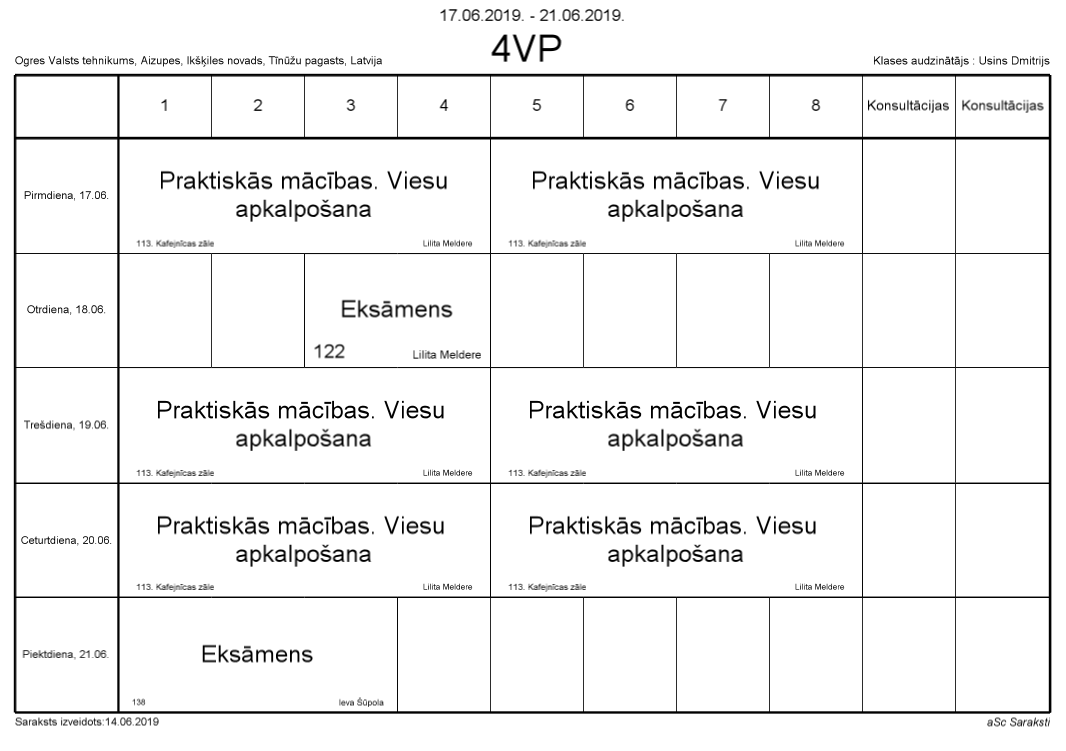 17.06.2019. - 21.06.2019.
4VP
Ogres Valsts tehnikums, Aizupes, Ikšķiles novads, Tīnūžu pagasts, Latvija
Klases audzinātājs : Usins Dmitrijs
1 2 3 4 5 6 7 8 Konsultācijas Konsultācijas
Pirmdiena, 17.06.
Praktiskās mācības. Viesu
apkalpošana
113. Kafejnīcas zāle Lilita Meldere
Praktiskās mācības. Viesu
apkalpošana
113. Kafejnīcas zāle Lilita Meldere
Otrdiena, 18.06.
Eksāmens
122 Lilita Meldere
Trešdiena, 19.06.
Praktiskās mācības. Viesu
apkalpošana
113. Kafejnīcas zāle Lilita Meldere
Praktiskās mācības. Viesu
apkalpošana
113. Kafejnīcas zāle Lilita Meldere
Ceturtdiena, 20.06.
Praktiskās mācības. Viesu
apkalpošana
113. Kafejnīcas zāle Lilita Meldere
Praktiskās mācības. Viesu
apkalpošana
113. Kafejnīcas zāle Lilita Meldere
Piektdiena, 21.06.
Eksāmens
138 Ieva Šūpola
Saraksts izveidots:14.06.2019
aSc Saraksti